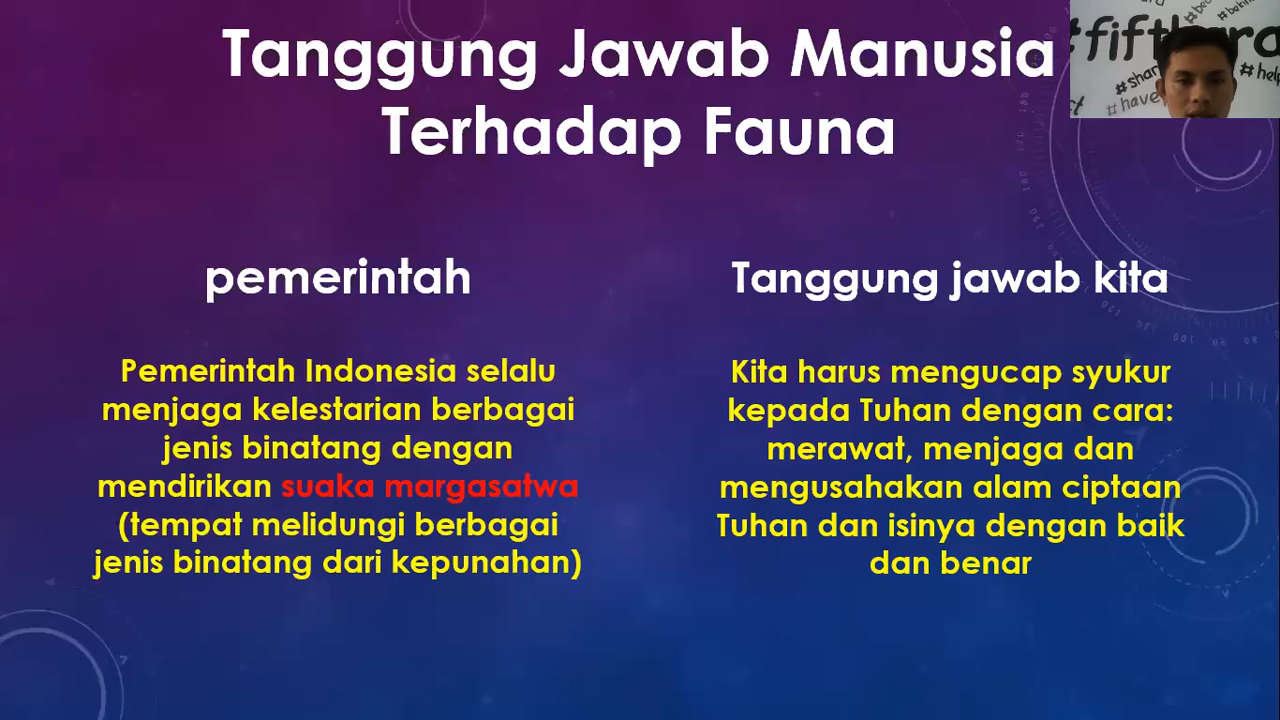 Tanggung Jawab Manusia
Terhadap Fauna
pemerintah
Pemerintah Indonesia selalu
menjaga kelestarian berbagai
jenis binatang dengan
mendirikan suaka margasatwa
(tempat melidungi berbagai
jenis binatang dari kepunahan)
Tanggung jawab kita
Kita harus mengucap syukur
kepada Tuhan dengan cara:
merawat, menjaga dan
mengusahakan alam ciptaan
Tuhan dan isinya dengan baik
dan benar
#have